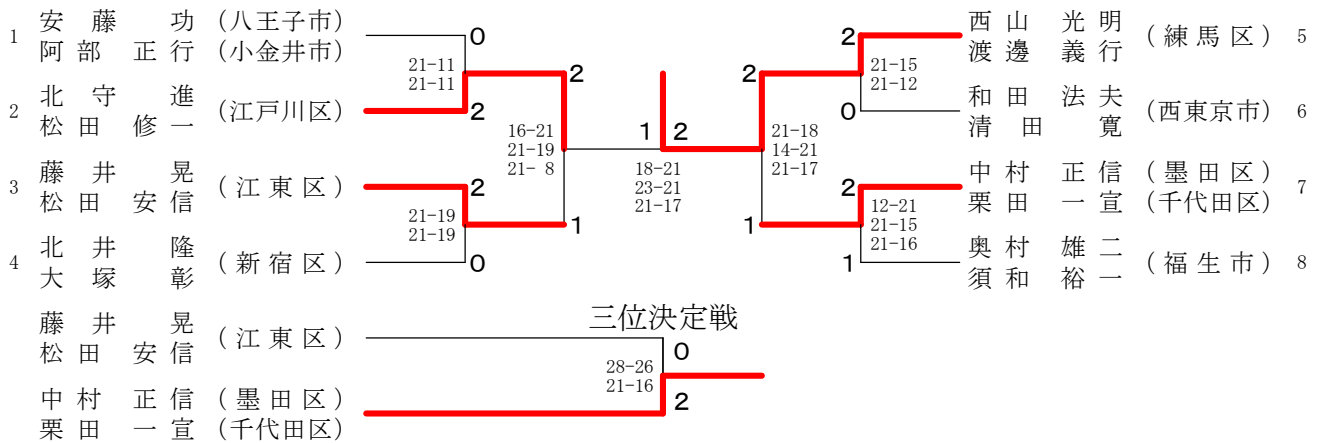 1 安藤 功 (八王子市) 0
阿部 正行 (小金井市)
21-11
21-11
2 北守 進 (江戸川区) 2
松田 修一
2
16-21
21-19
21- 8
3 藤井 晃 (江東区) 2
松田 安信
21-19
21-19
1
4 北井 隆 (新宿区) 0
大塚 彰
1 2
18-21
23-21
21-17
2 西山 光明 (練馬区) 5
渡邊 義行
21-15
21-12
2
0 和田 法夫 (西東京市) 6
清田 寛
21-18
14-21
21-17
2 中村 正信 (墨田区) 7
栗田 一宣 (千代田区)
12-21
21-15
21-16
1
1 奥村 雄二 (福生市) 8
須和 裕一
三位決定戦
藤井 晃 (江東区) 0
松田 安信
28-26
21-16
中村 正信 (墨田区) 2
栗田 一宣 (千代田区)